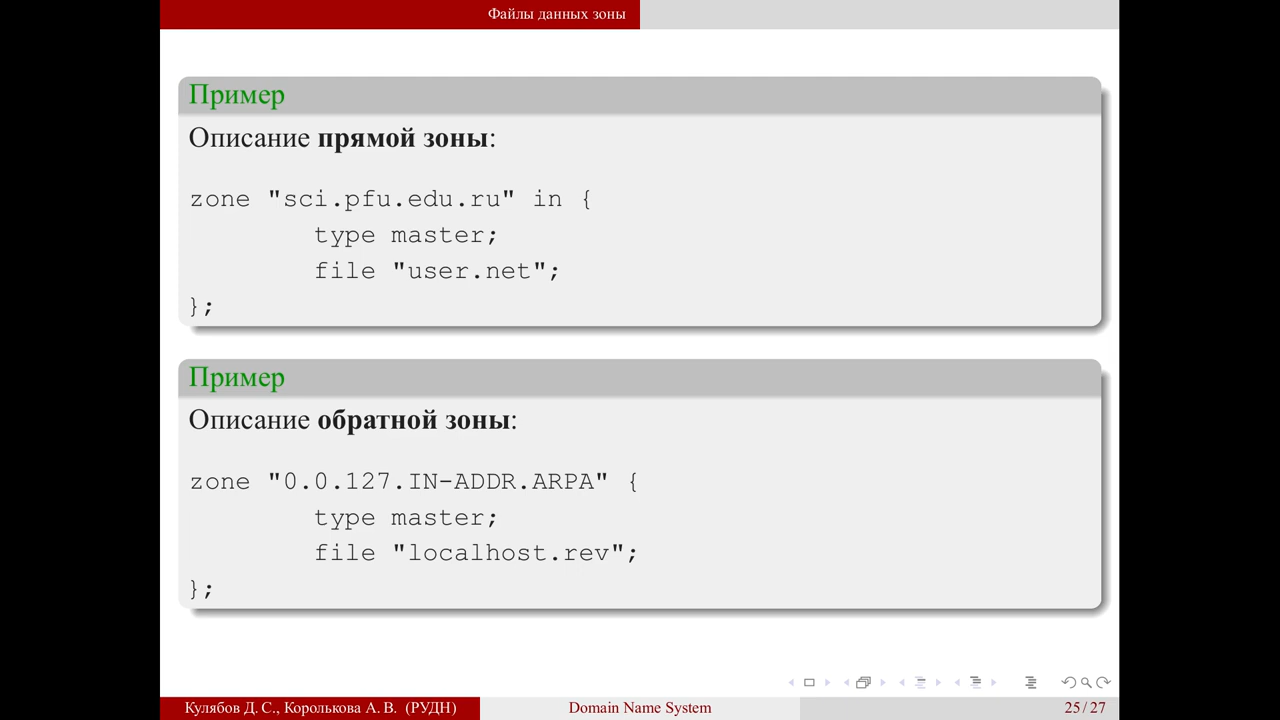 Файлы данных зоны
Пример
Описание прямой зоны:
zone "sci.pfu.edu.ru" in {
type master;
file "user.net";
};
Пример
Описание обратной зоны:
zone "0.0.127.IN-ADDR.ARPA" {
type master;
file "localhost.rev";
};
Кулябов Д. С., Королькова А. В. (РУДН)
Domain Name System
25 / 27